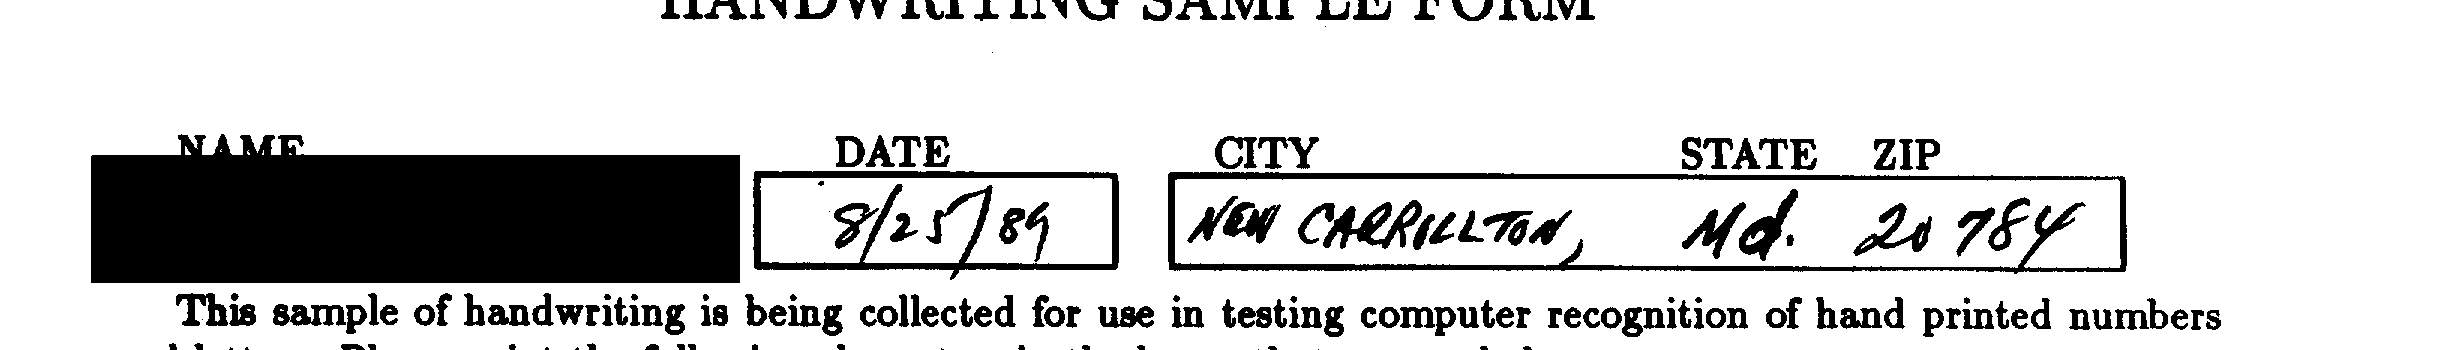 HANDWRITING SAMPLE FORM
NAME DATE CITY STATE ZIP
8/25/89 NEW CARRILLTON, Md. 20784
This sample of handwriting is being collected for use in testing computer recognition of hand printed numbers